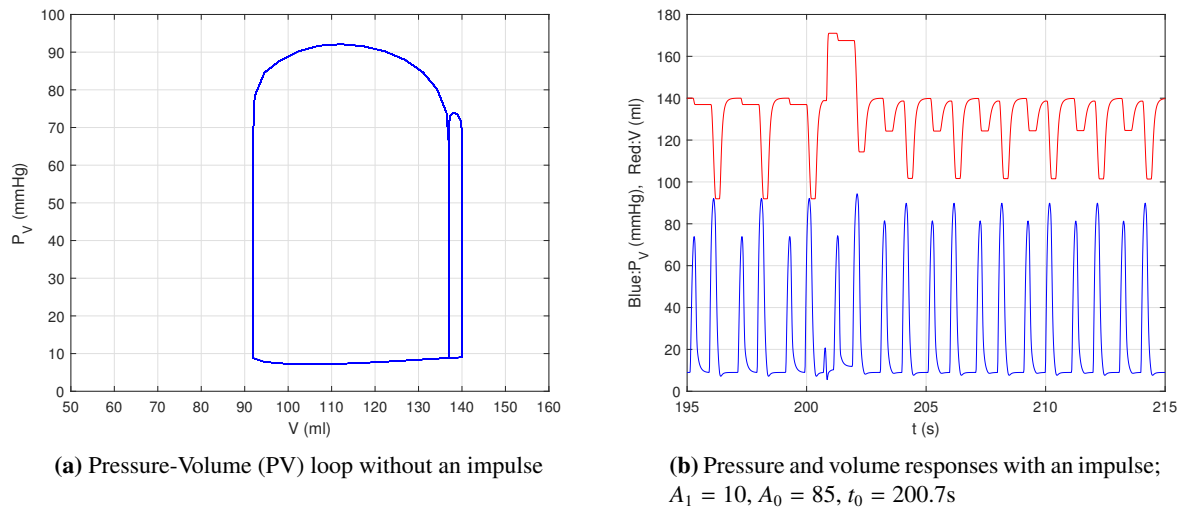 100
90
80
70
60
50
40
30
20
10
0
P_V (mmHg)
50 60 70 80 90 100 110 120 130 140 150 160
V (ml)
(a) Pressure-Volume (PV) loop without an impulse
180
160
140
120
100
80
60
40
20
0
Blue:P_V (mmHg), Red:V (ml)
195 200 205 210 215
t (s)
(b) Pressure and volume responses with an impulse;
A_1 = 10, A_0 = 85, t_0 = 200.7s